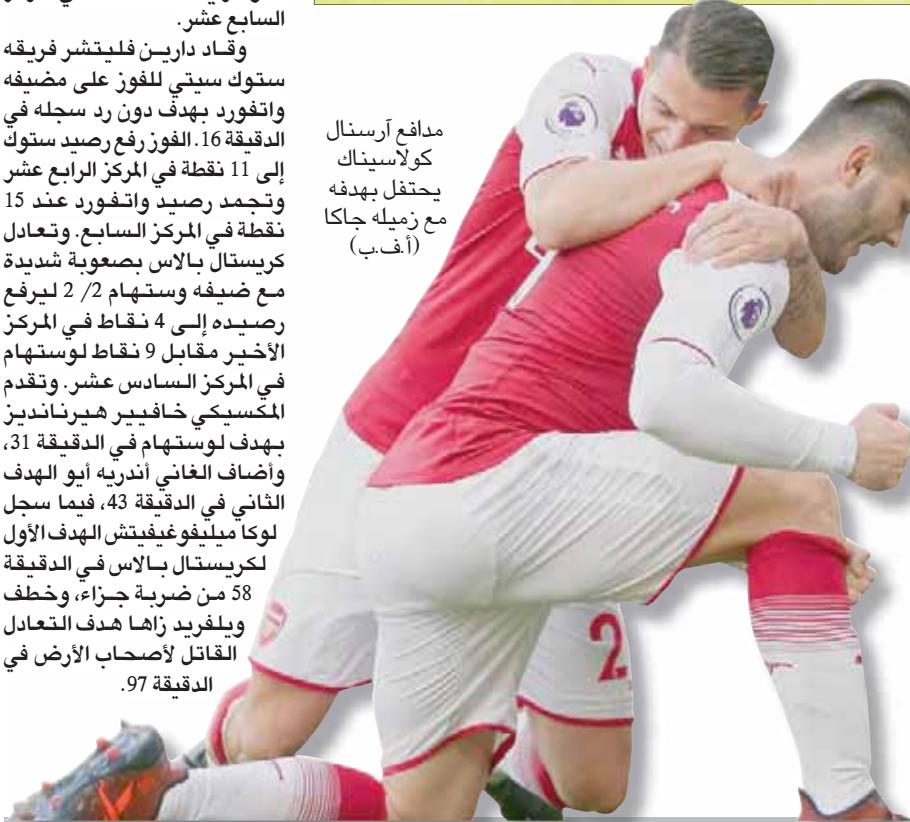 السابع عشر.
وقاد دارين فليتشر فريقه
ستوك سيتي للفوز على مضيفه
واتفورد بهدف دون رد سجله في
الدقيقة 16. الفوز رفع رصيد ستوك
إلى 11 نقطة في المركز الرابع عشر
وتجمد رصيد واتفورد عند 15
نقطة في المركز السابع. وتعادل
كريستال بالاس بصعوبة شديدة
مع ضيفه وستهام 2/ 2 ليرفع
رصيده إلى 4 نقاط في المركز
الأخير مقابل 9 نقاط لوستهام
في المركز السادس عشر. وتقدم
المكسيكي خافيير هيرنانديز
بهدف لوستهام في الدقيقة 31،
وأضاف الغاني أندريه أيو الهدف
الثاني في الدقيقة 43، فيما سجل
لوكا ميليفوغيفيتش الهدف الأول
لكريستال بالاس في الدقيقة
58 من ضربة جزاء، وخطف
ويلفريد زاها هدف التعادل
القاتل لأصحاب الأرض في
الدقيقة 97.
مدافع آرسنال
كولاسيناك
يحتفل بهدفه
مع زميله جاكا
(أ.ف.ب)
2